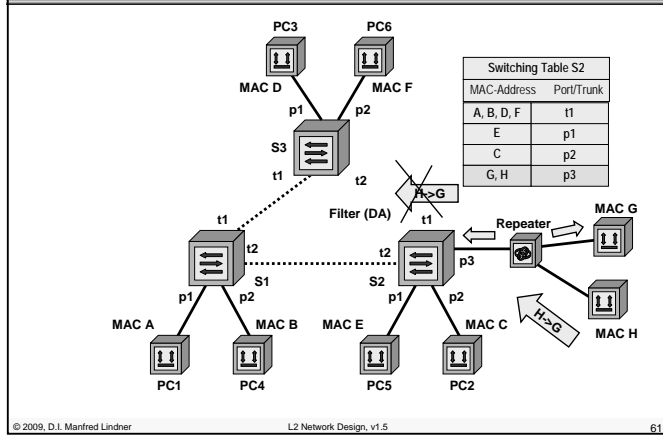 PC3
PC6
MAC D
MAC F
p1
p2
S3
t1
t2
Switching Table S2
MAC-Address Port/Trunk
A, B, D, F t1
E p1
C p2
G, H p3
H->G
Filter (DA)
t1
t2
S1
p1
p2
MAC A
MAC B
PC1
PC4
t1
t2
p3
S2
p1
p2
MAC E
MAC C
PC5
PC2
Repeater
MAC G
H->G
MAC H
© 2009, D.I. Manfred Lindner
L2 Network Design, v1.5
61